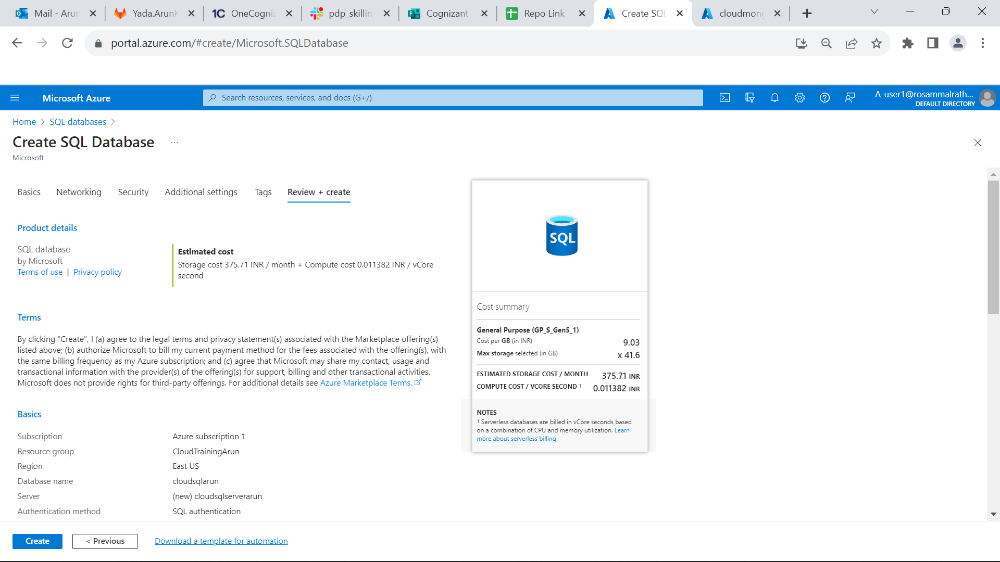 Mail - Arun
Yada.ArunK
1C OneCogniz
pdp_skillin
Cognizant
Repo Link T
Create SQL
cloudmong
portal.azure.com/#create/Microsoft.SQLDatabase
Microsoft Azure
Search resources, services, and docs (G+/)
A-user1@rosammalrath...
DEFAULT DIRECTORY
Home > SQL databases >
Create SQL Database ...
Microsoft
Basics Networking Security Additional settings Tags Review + create
Product details
SQL database
by Microsoft
Terms of use | Privacy policy
Estimated cost
Storage cost 375.71 INR / month + Compute cost 0.011382 INR / vCore
second
Terms
By clicking "Create", I (a) agree to the legal terms and privacy statement(s) associated with the Marketplace offering(s)
listed above; (b) authorize Microsoft to bill my current payment method for the fees associated with the offering(s), with
the same billing frequency as my Azure subscription; and (c) agree that Microsoft may share my contact, usage and
transactional information with the provider(s) of the offering(s) for support, billing and other transactional activities.
Microsoft does not provide rights for third-party offerings. For additional details see Azure Marketplace Terms.
Basics
Subscription Azure subscription 1
Resource group CloudTrainingArun
Region East US
Database name cloudsqlarun
Server (new) cloudsqlserverarun
Authentication method SQL authentication
SQL
Cost summary
General Purpose (GP_S_Gen5_1)
Cost per GB (in INR) 9.03
Max storage selected (in GB) x 41.6
ESTIMATED STORAGE COST / MONTH 375.71 INR
COMPUTE COST / VCORE SECOND ¹ 0.011382 INR
NOTES
¹ Serverless databases are billed in vCore seconds based
on a combination of CPU and memory utilization. Learn
more about serverless billing
Create < Previous Download a template for automation